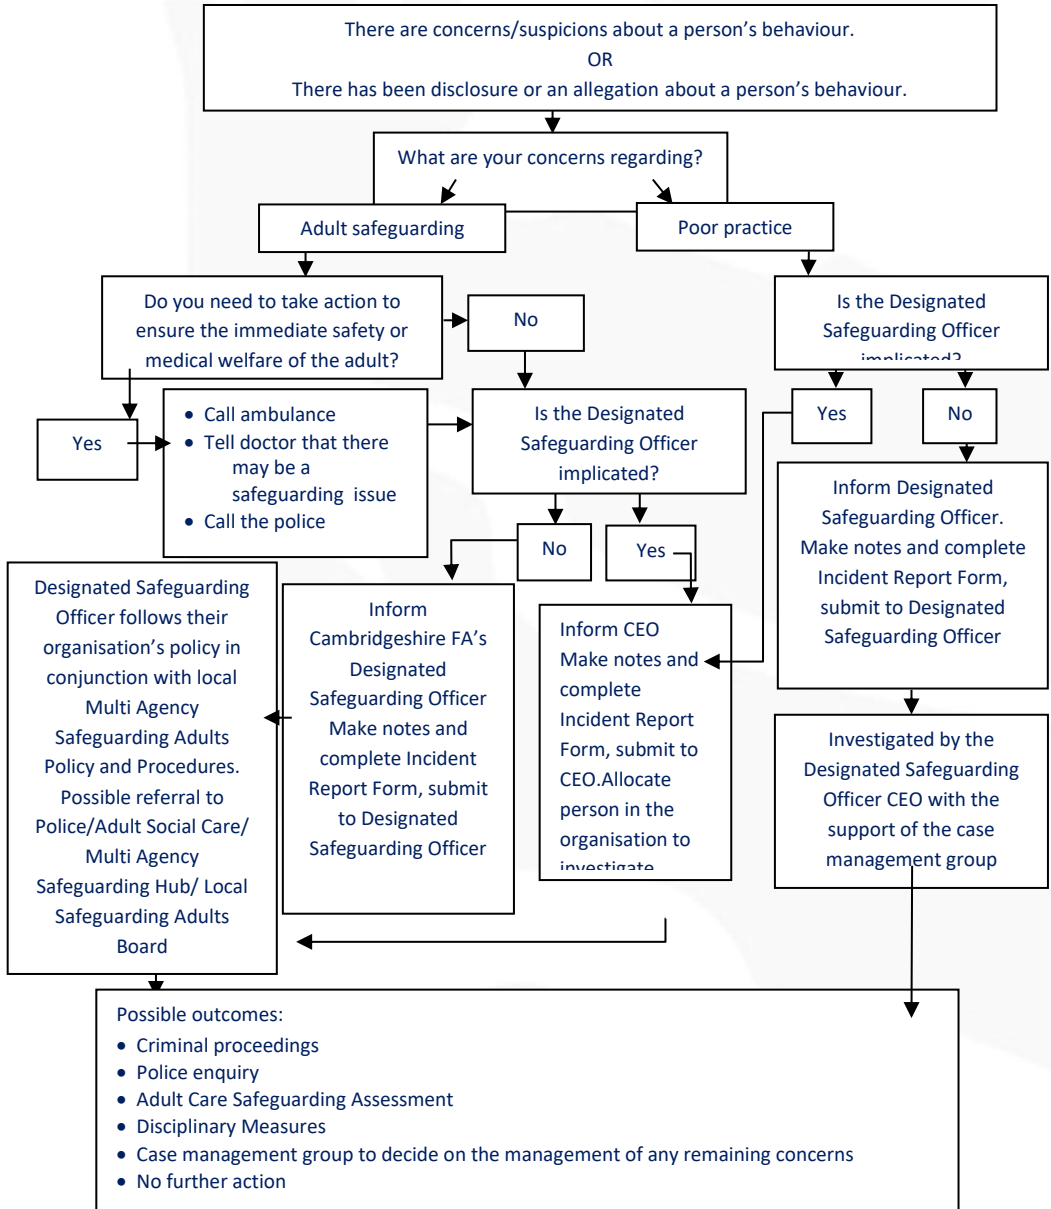 There are concerns/suspicions about a person’s behaviour.
OR
There has been disclosure or an allegation about a person’s behaviour.
What are your concerns regarding?
Adult safeguarding
Poor practice
Do you need to take action to
ensure the immediate safety or
medical welfare of the adult?
No
Is the Designated
Safeguarding Officer
implicated?
Yes
No
Yes
• Call ambulance
• Tell doctor that there
may be a
safeguarding issue
• Call the police
Is the Designated
Safeguarding Officer
implicated?
No
Yes
Inform Designated
Safeguarding Officer.
Make notes and complete
Incident Report Form,
submit to Designated
Safeguarding Officer
Designated Safeguarding
Officer follows their
organisation’s policy in
conjunction with local
Multi Agency
Safeguarding Adults
Policy and Procedures.
Possible referral to
Police/Adult Social Care/
Multi Agency
Safeguarding Hub/ Local
Safeguarding Adults
Board
Inform
Cambridgeshire FA’s
Designated
Safeguarding Officer
Make notes and
complete Incident
Report Form, submit
to Designated
Safeguarding Officer
Inform CEO
Make notes and
complete
Incident Report
Form, submit to
CEO.Allocate
person in the
organisation to
investigate
Investigated by the
Designated Safeguarding
Officer CEO with the
support of the case
management group
Possible outcomes:
• Criminal proceedings
• Police enquiry
• Adult Care Safeguarding Assessment
• Disciplinary Measures
• Case management group to decide on the management of any remaining concerns
• No further action